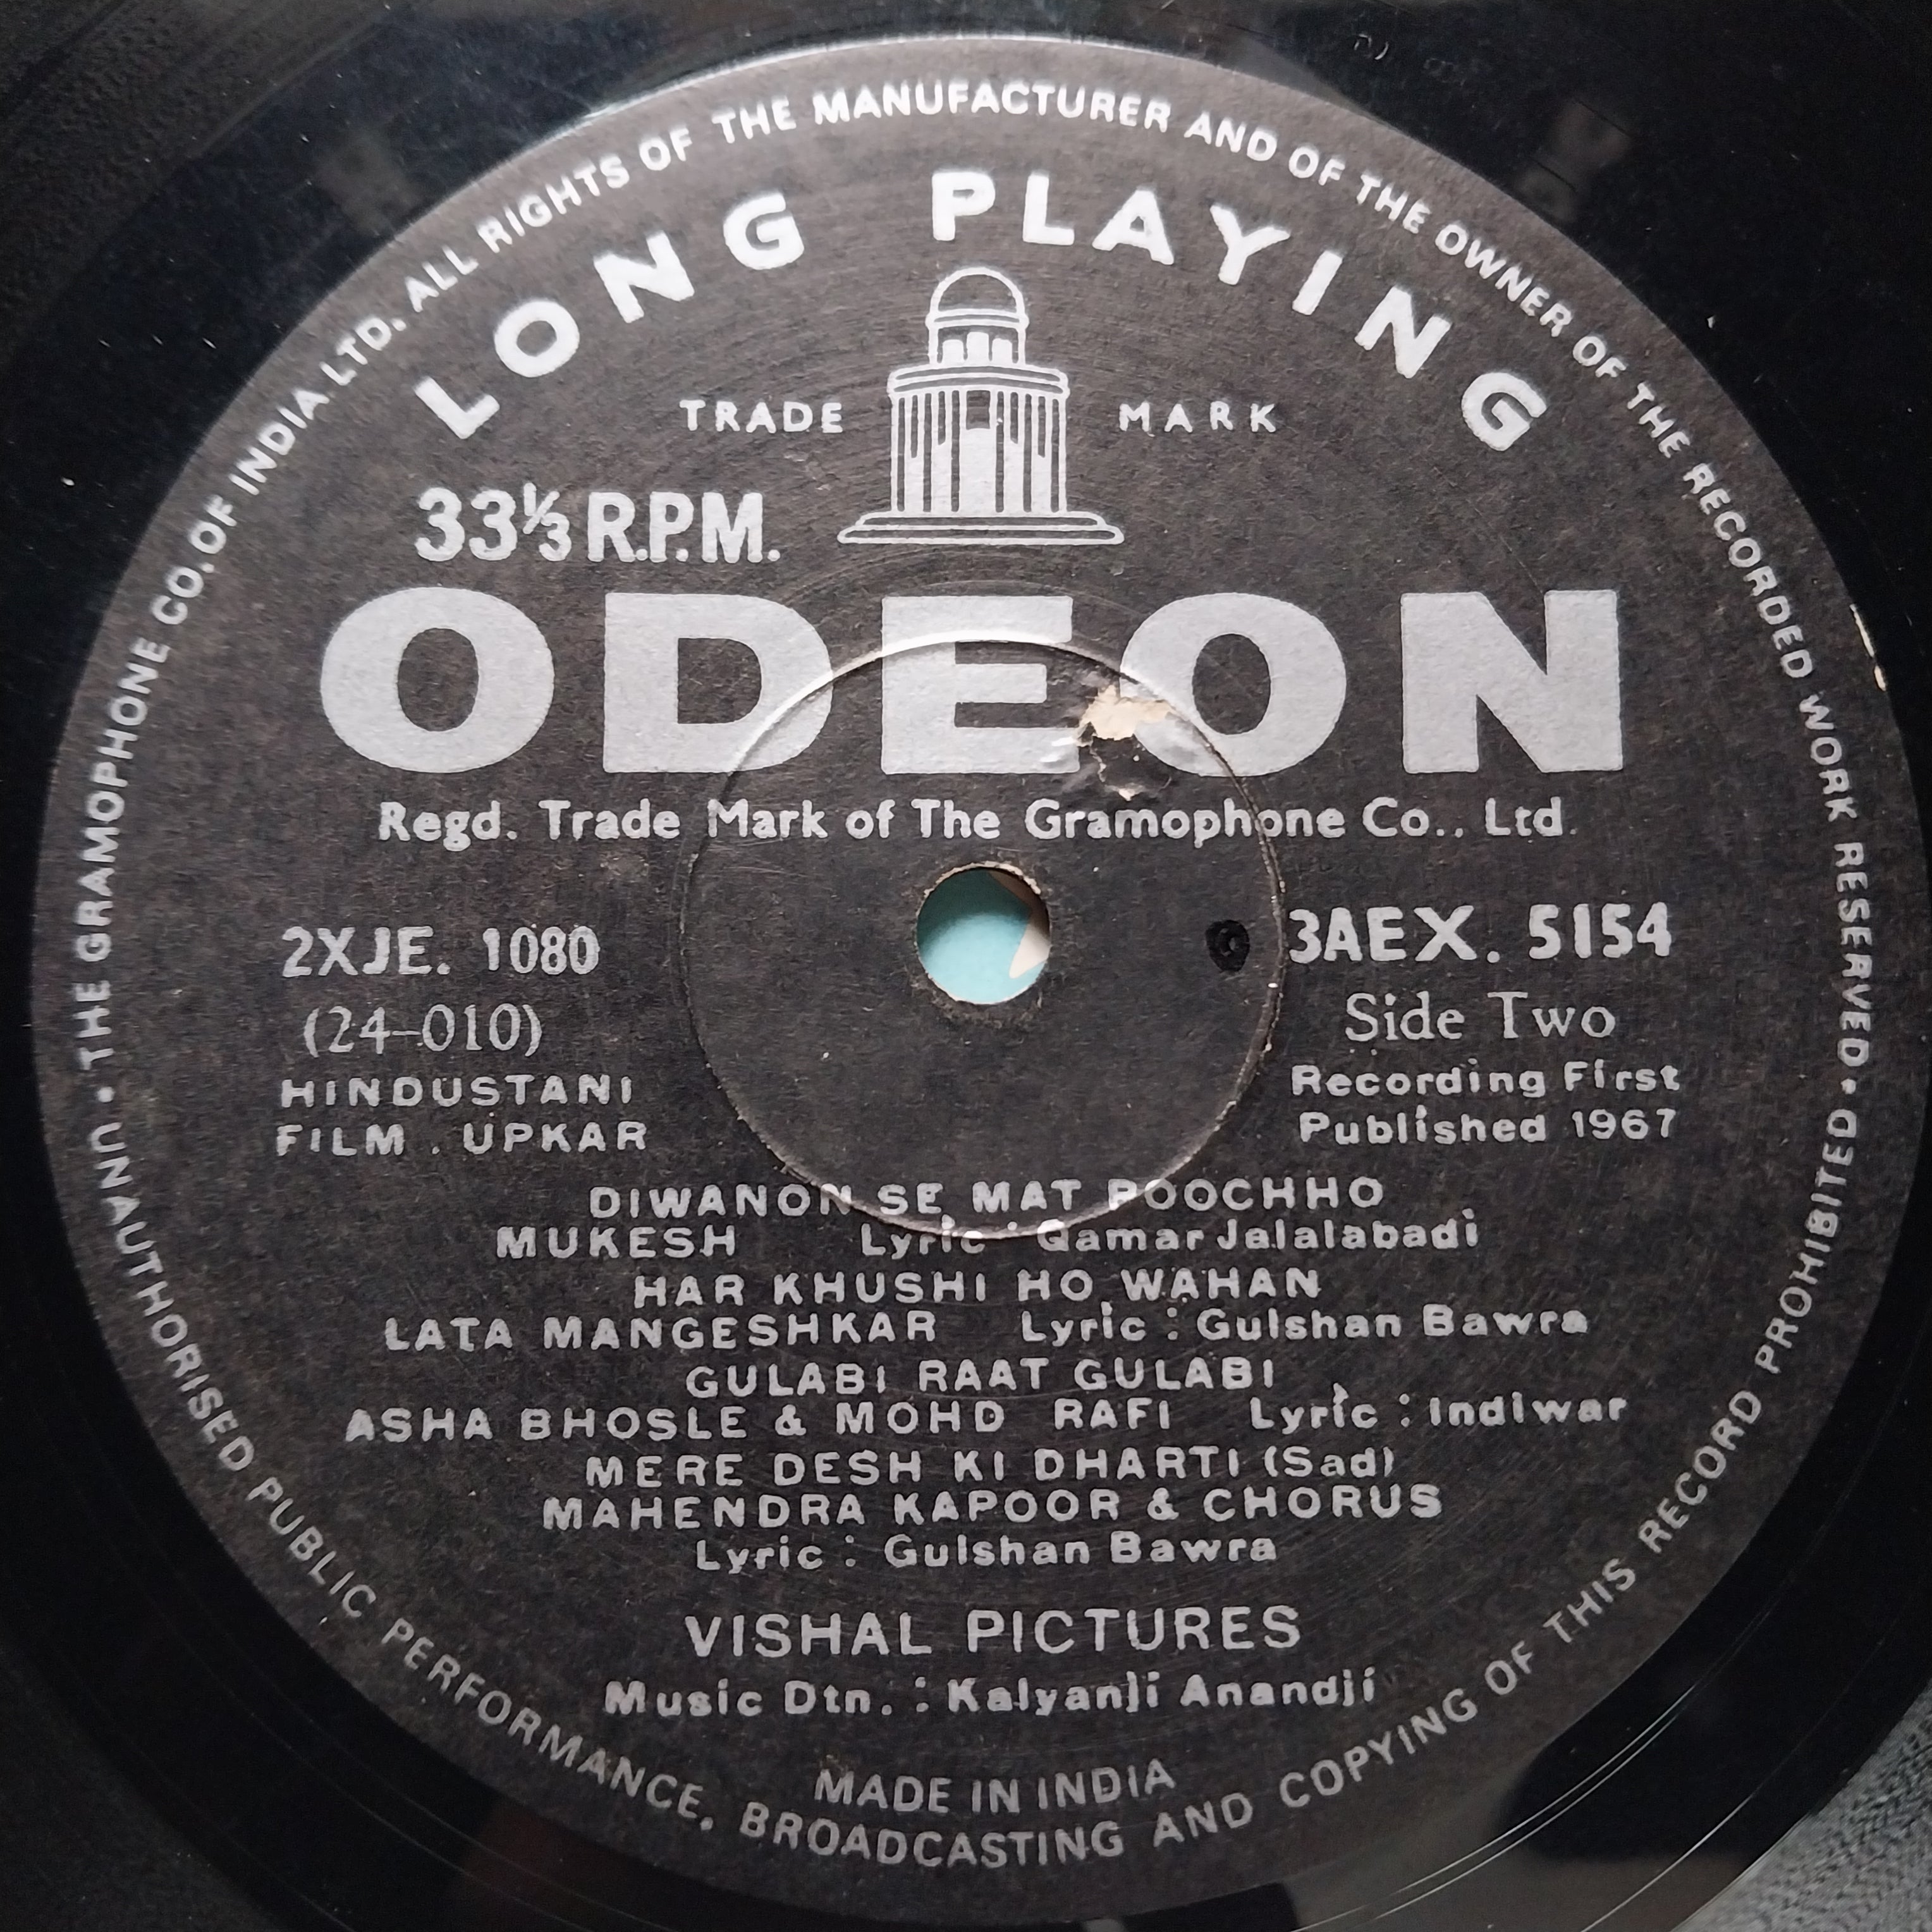 THE GRAMOPHONE CO. OF INDIA LTD. ALL RIGHTS OF THE MANUFACTURER AND OF THE OWNER OF THE RECORDED WORK RESERVED •
UNAUTHORISED PUBLIC PERFORMANCE, BROADCASTING AND COPYING OF THIS RECORD PROHIBITED •
LONG PLAYING
TRADE MARK
33⅓ R.P.M.
ODEON
Regd. Trade Mark of The Gramophone Co., Ltd.
2XJE. 1080
(24-010)
HINDUSTANI
FILM . UPKAR
3AEX. 5154
Side Two
Recording First
Published 1967
DIWANON SE MAT POOCHHO
MUKESH Lyric : Qamar Jalalabadi
HAR KHUSHI HO WAHAN
LATA MANGESHKAR Lyric : Gulshan Bawra
GULABI RAAT GULABI
ASHA BHOSLE & MOHD RAFI Lyric : Indiwar
MERE DESH KI DHARTI (Sad)
MAHENDRA KAPOOR & CHORUS
Lyric : Gulshan Bawra
VISHAL PICTURES
Music Dtn. : Kalyanji Anandji
MADE IN INDIA